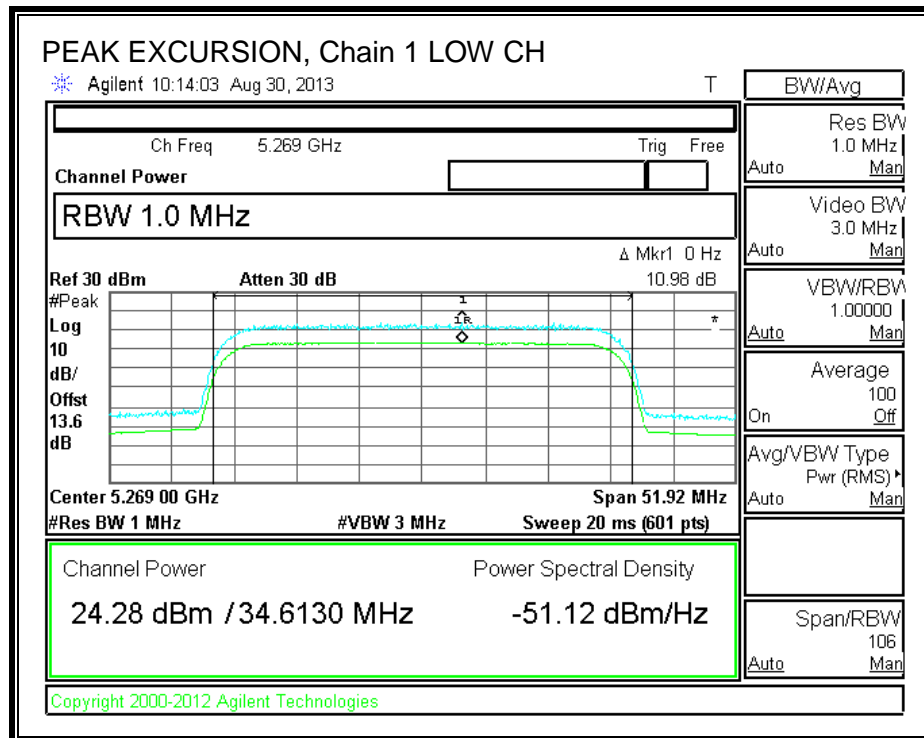 PEAK EXCURSION, Chain 1 LOW CH
Agilent 10:14:03 Aug 30, 2013 T
BW/Avg
Ch Freq 5.269 GHz Trig Free
Channel Power
RBW 1.0 MHz
Δ Mkr1 0 Hz
Ref 30 dBm Atten 30 dB 10.98 dB
#Peak
Log
10
dB/
Offst
13.6
dB
1
1R
*
Center 5.269 00 GHz Span 51.92 MHz
#Res BW 1 MHz #VBW 3 MHz Sweep 20 ms (601 pts)
Channel Power Power Spectral Density
24.28 dBm / 34.6130 MHz -51.12 dBm/Hz
Copyright 2000-2012 Agilent Technologies
Res BW
1.0 MHz
Auto Man
Video BW
3.0 MHz
Auto Man
VBW/RBW
1.00000
Auto Man
Average
100
On Off
Avg/VBW Type
Pwr (RMS)
Auto Man
Span/RBW
106
Auto Man